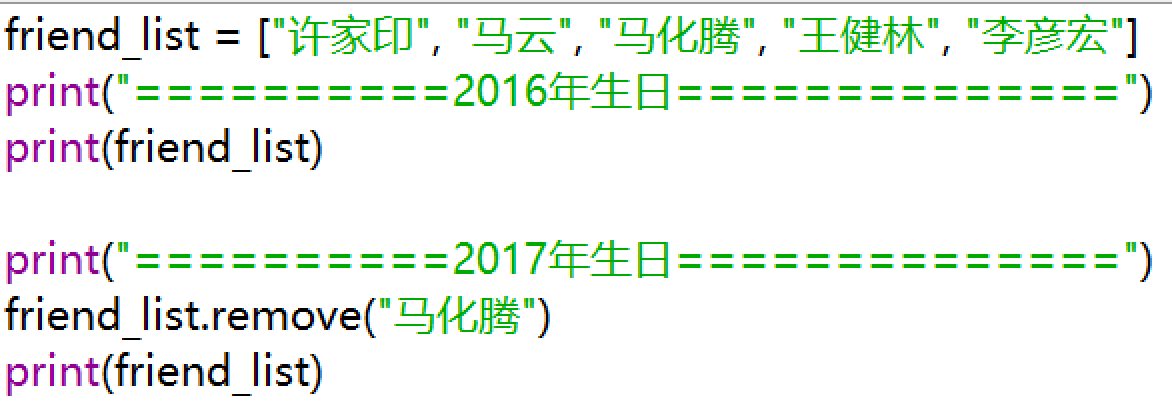 friend_list = ["许家印", "马云", "马化腾", "王健林", "李彦宏"]
print("==========2016年生日==============")
print(friend_list)
print("==========2017年生日==============")
friend_list.remove("马化腾")
print(friend_list)